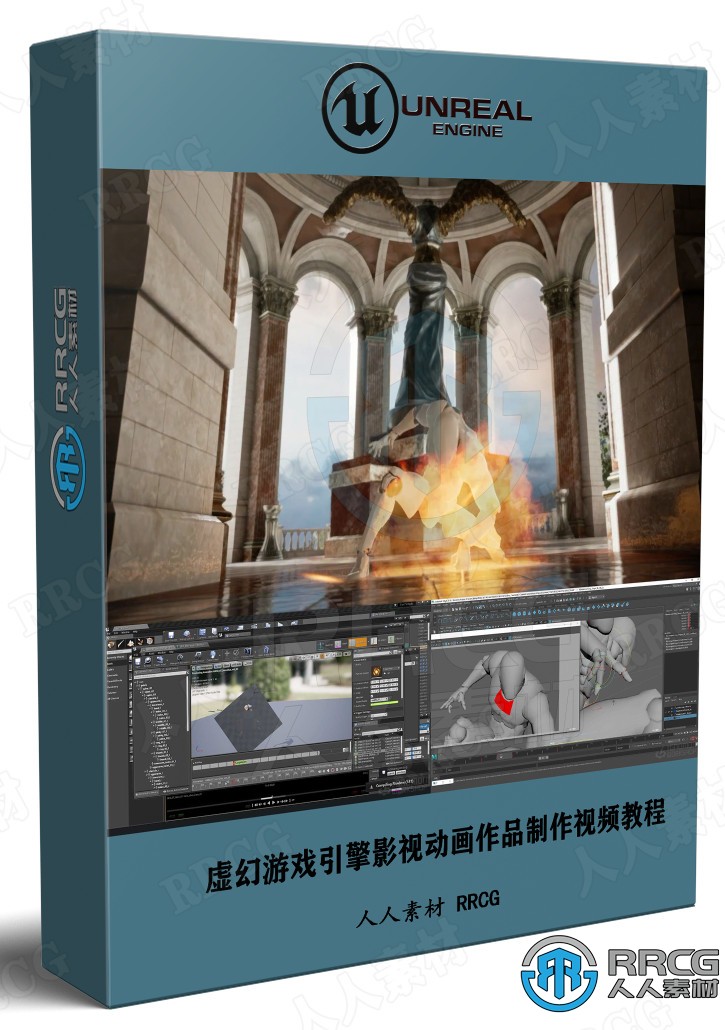 UNREAL
ENGINE
RRCG
人人素材
虚幻游戏引擎影视动画作品制作视频教程
人人素材 RRCG
RRCG
人人素材